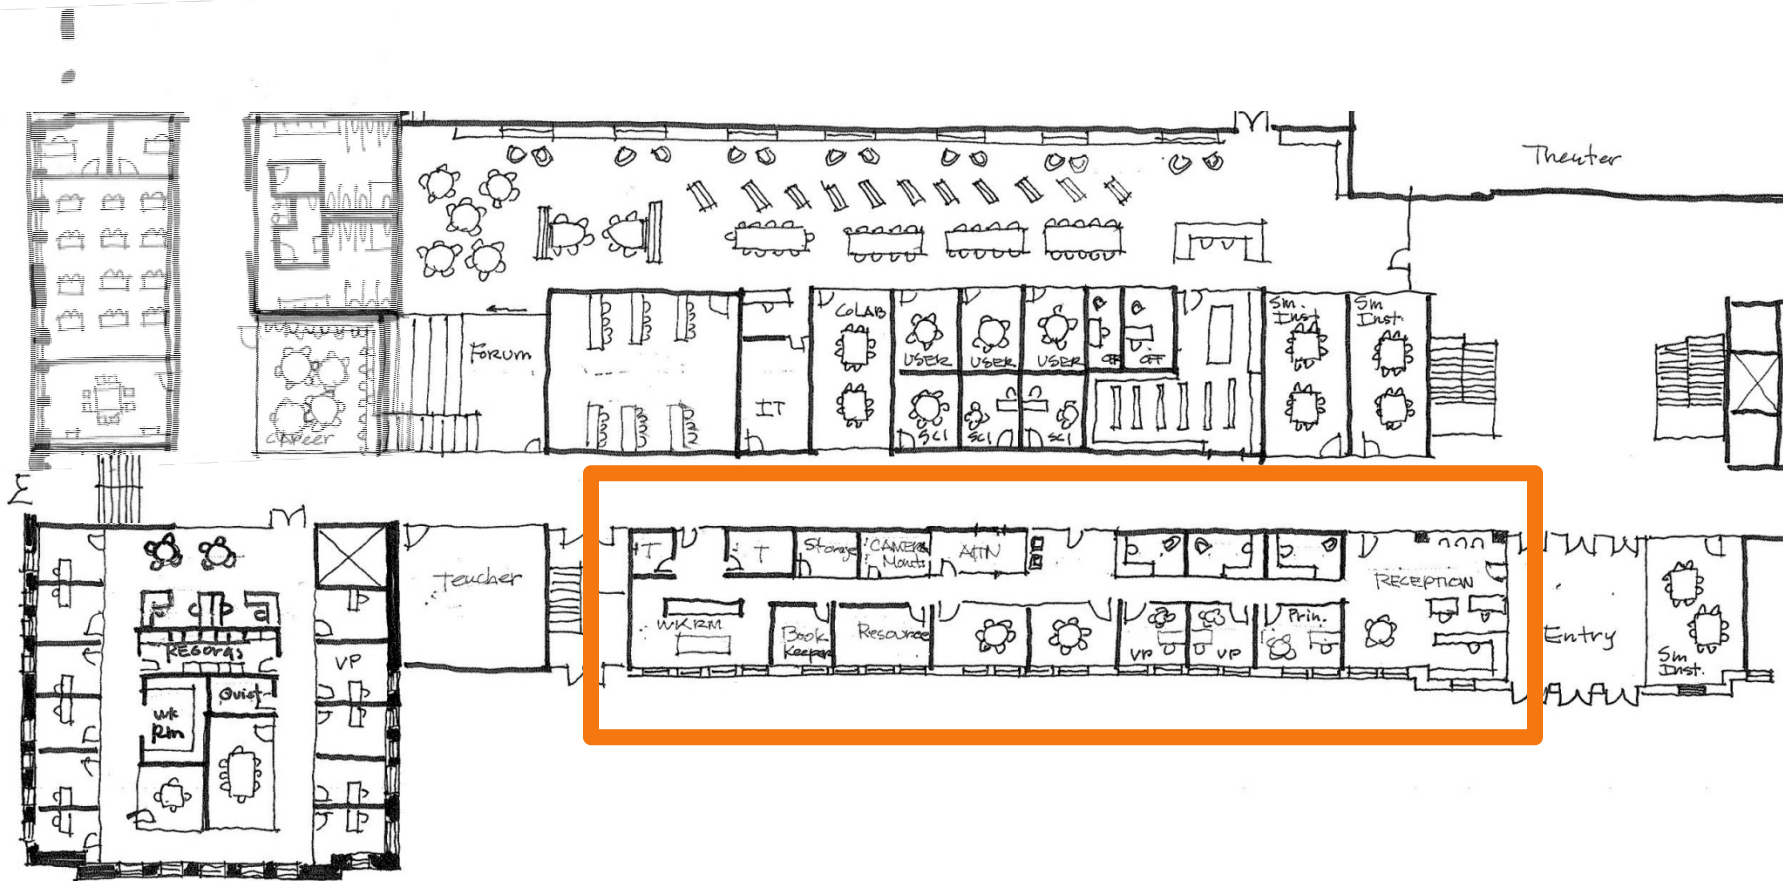 Theater
CoLAB
Sm.
Inst.
Sm
Inst.
Forum
USER
USER
USER
OFF
OFF
IT
Career
SCI
SCI
SCI
T
T
Storage
CAMERA
ATTN
Teacher
RECEPTION
WKRM
Book
Keeper
Resource
Prin.
Entry
VP
VP
Sm
Inst.
RECORDS
VP
Quiet
WK
Rm